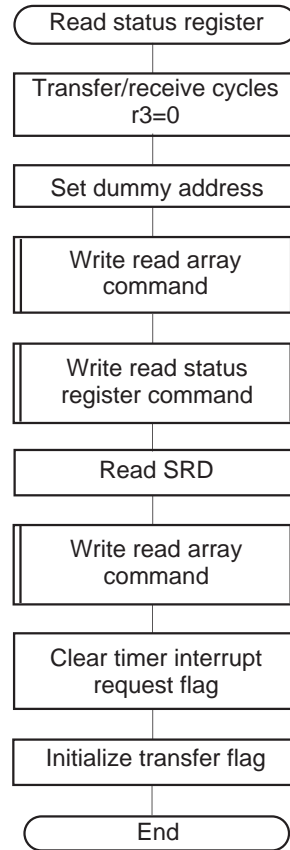 Read status register
Transfer/receive cycles
r3=0
Set dummy address
Write read array
command
Write read status
register command
Read SRD
Write read array
command
Clear timer interrupt
request flag
Initialize transfer flag
End